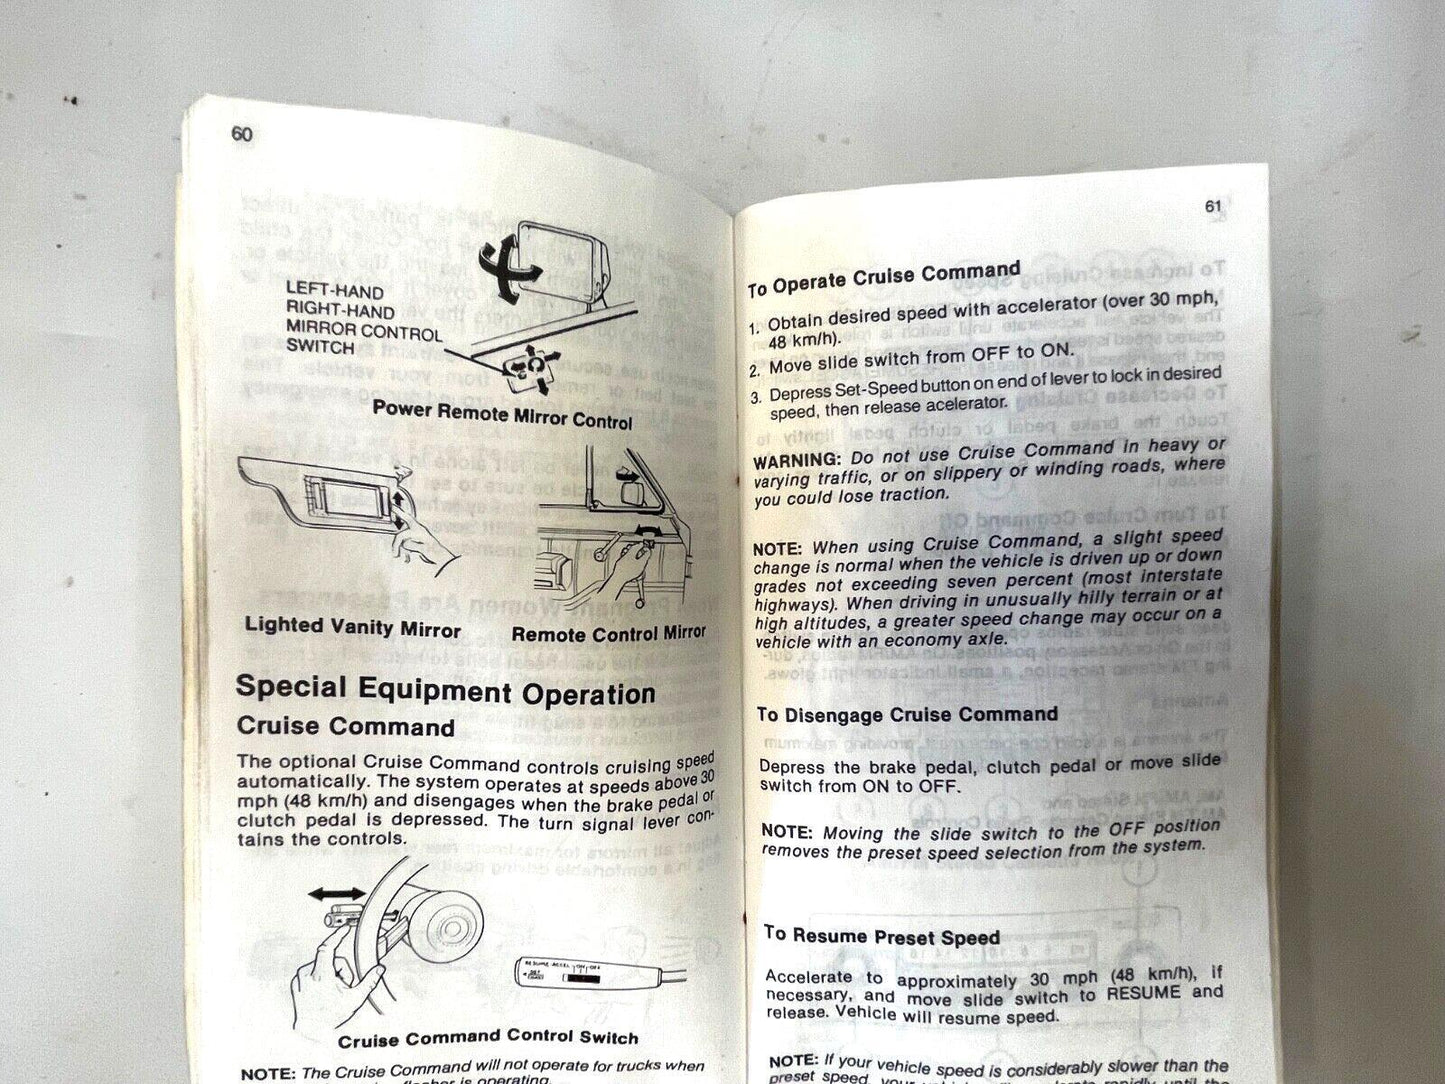 60
LEFT-HAND
RIGHT-HAND
MIRROR CONTROL
SWITCH
Power Remote Mirror Control
Lighted Vanity Mirror
Remote Control Mirror
Special Equipment Operation
Cruise Command
The optional Cruise Command controls cruising speed
automatically. The system operates at speeds above 30
mph (48 km/h) and disengages when the brake pedal or
clutch pedal is depressed. The turn signal lever con-
tains the controls.
RESUME ACCEL ON OFF
Cruise Command Control Switch
NOTE: The Cruise Command will not operate for trucks when
flasher is operating.
61
To Operate Cruise Command
1. Obtain desired speed with accelerator (over 30 mph,
48 km/h).
2. Move slide switch from OFF to ON.
3. Depress Set-Speed button on end of lever to lock in desired
speed, then release acelerator.
WARNING: Do not use Cruise Command in heavy or
varying traffic, or on slippery or winding roads, where
you could lose traction.
NOTE: When using Cruise Command, a slight speed
change is normal when the vehicle is driven up or down
grades not exceeding seven percent (most interstate
highways). When driving in unusually hilly terrain or at
high altitudes, a greater speed change may occur on a
vehicle with an economy axle.
To Disengage Cruise Command
Depress the brake pedal, clutch pedal or move slide
switch from ON to OFF.
NOTE: Moving the slide switch to the OFF position
removes the preset speed selection from the system.
To Resume Preset Speed
Accelerate to approximately 30 mph (48 km/h), if
necessary, and move slide switch to RESUME and
release. Vehicle will resume speed.
NOTE: If your vehicle speed is considerably slower than the
preset speed, your rapidly until the